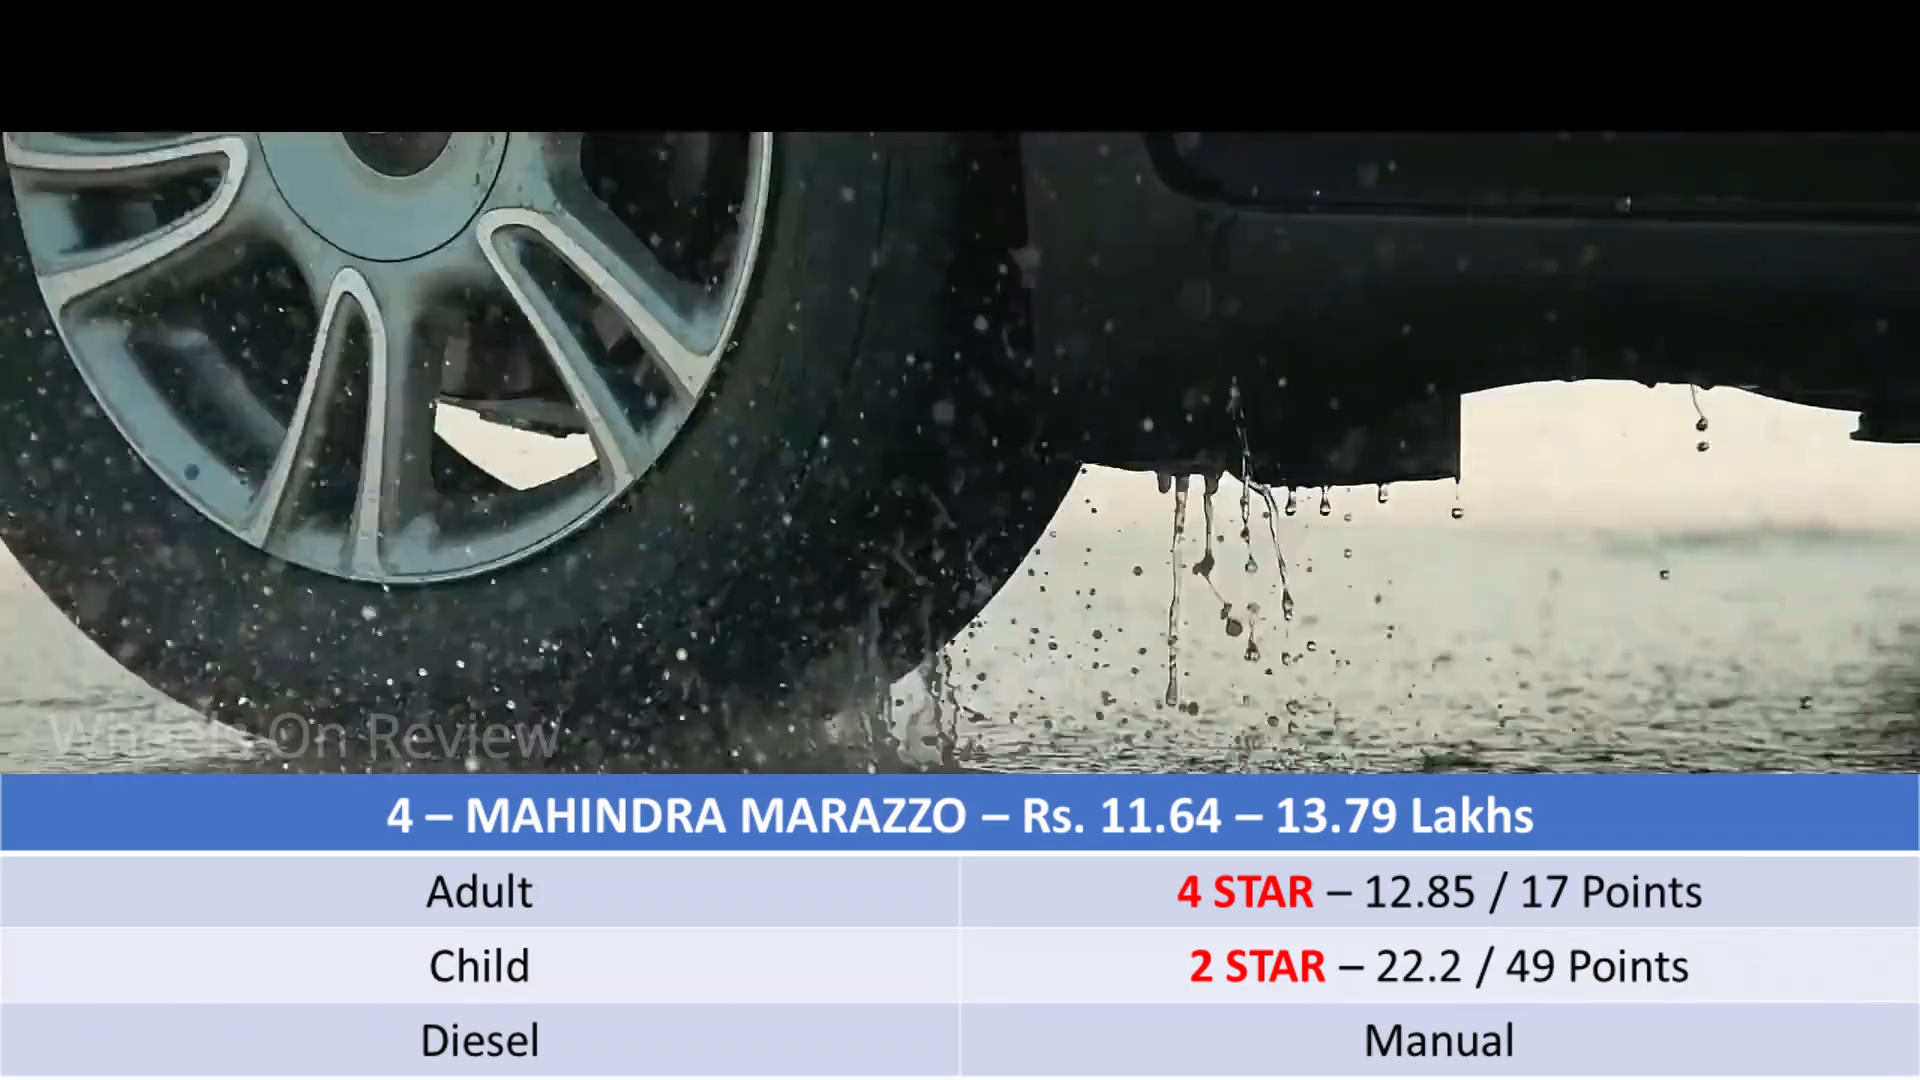 Wheels On Review
4 – MAHINDRA MARAZZO – Rs. 11.64 – 13.79 Lakhs
Adult 4 STAR – 12.85 / 17 Points
Child 2 STAR – 22.2 / 49 Points
Diesel Manual